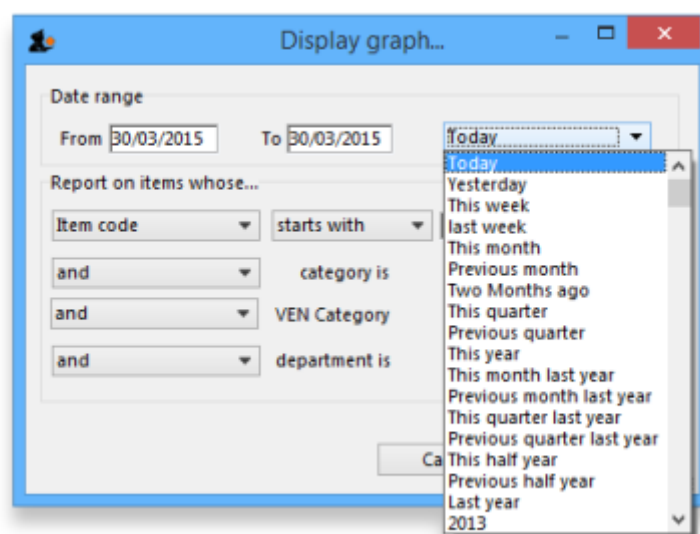 Display graph...
Date range
From 30/03/2015 To 30/03/2015 Today
Today
Yesterday
This week
last week
This month
Previous month
Two Months ago
This quarter
Previous quarter
This year
This month last year
Previous month last year
This quarter last year
Previous quarter last year
This half year
Previous half year
Last year
2013
Report on items whose...
Item code starts with
and category is
and VEN Category
and department is
Ca